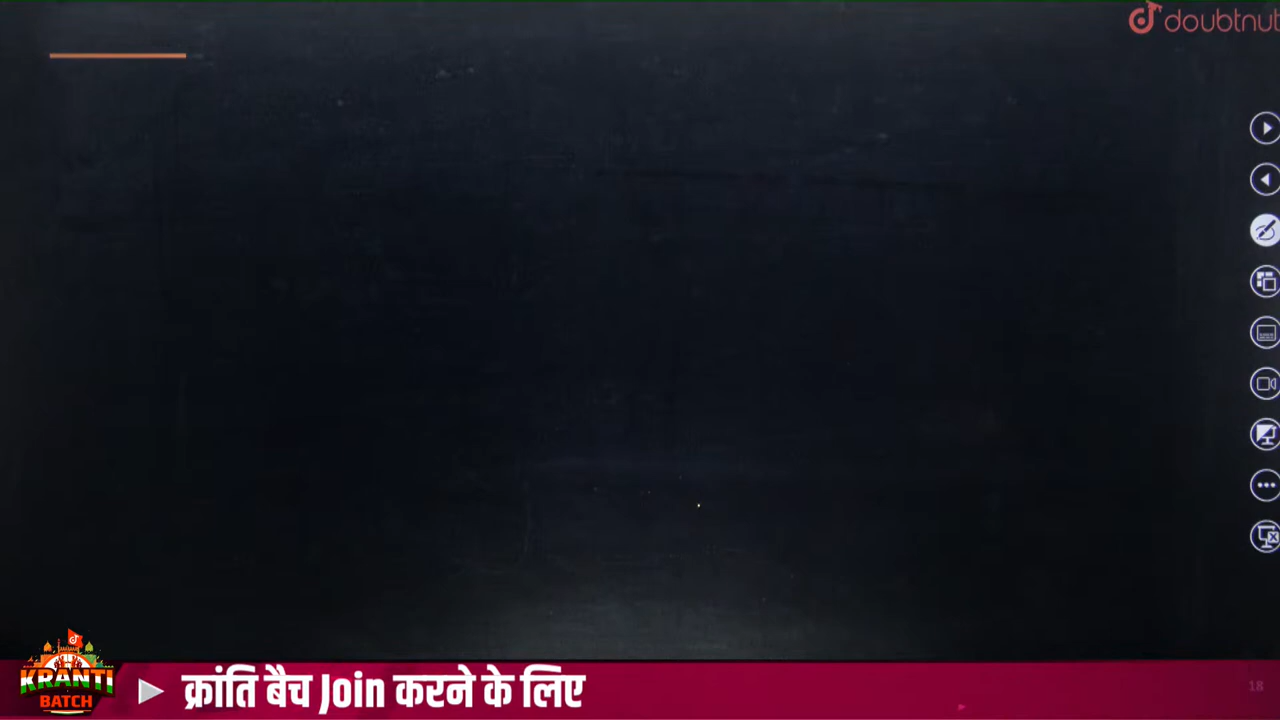 doubtnut
KRANTI
BATCH
क्रांति बैच Join करने के लिए
18